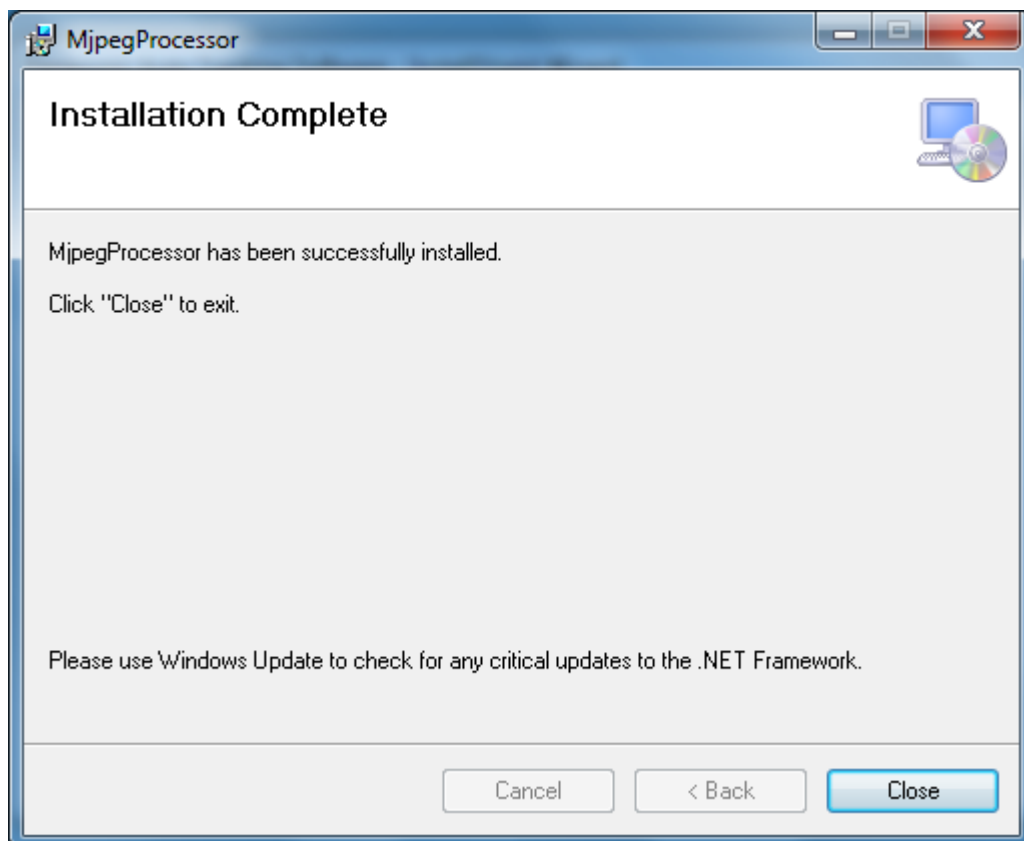 MjpegProcessor
Installation Complete
MjpegProcessor has been successfully installed.
Click "Close" to exit.
Please use Windows Update to check for any critical updates to the .NET Framework.
Cancel
< Back
Close